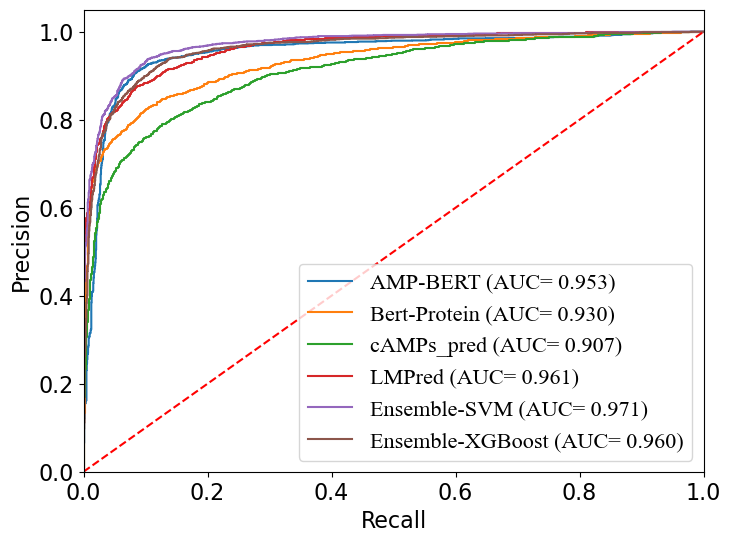 1.0
0.8
0.6
0.4
0.2
0.0
Precision
AMP-BERT (AUC= 0.953)
Bert-Protein (AUC= 0.930)
cAMPs_pred (AUC= 0.907)
LMPred (AUC= 0.961)
Ensemble-SVM (AUC= 0.971)
Ensemble-XGBoost (AUC= 0.960)
0.0 0.2 0.4 0.6 0.8 1.0
Recall